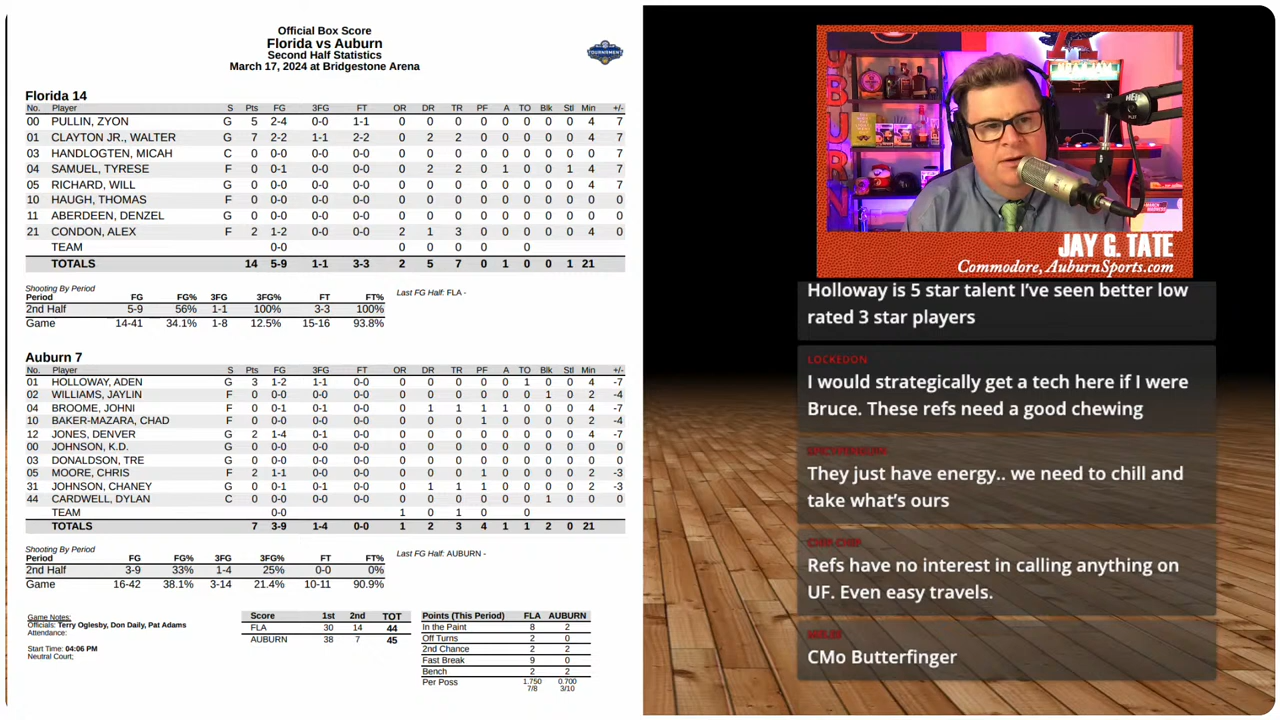 Official Box Score
Florida vs Auburn
Second Half Statistics
March 17, 2024 at Bridgestone Arena
Florida 14
No. Player S Pts FG 3FG FT OR DR TR PF A TO Blk Stl Min +/-
00 PULLIN, ZYON G 5 2-4 0-0 1-1 0 0 0 0 0 0 0 0 4 7
01 CLAYTON JR., WALTER G 7 2-2 1-1 2-2 0 2 2 0 0 0 0 0 4 7
03 HANDLOGTEN, MICAH C 0 0-0 0-0 0-0 0 0 0 0 0 0 0 0 0 7
04 SAMUEL, TYRESE F 0 0-1 0-0 0-0 0 2 2 0 1 0 0 1 4 7
05 RICHARD, WILL G 0 0-0 0-0 0-0 0 0 0 0 0 0 0 0 4 7
10 HAUGH, THOMAS F 0 0-0 0-0 0-0 0 0 0 0 0 0 0 0 0 0
11 ABERDEEN, DENZEL G 0 0-0 0-0 0-0 0 0 0 0 0 0 0 0 0 0
21 CONDON, ALEX F 2 1-2 0-0 0-0 2 1 3 0 0 0 0 0 4 0
TEAM 0-0 0 0 0 0 0
TOTALS 14 5-9 1-1 3-3 2 5 7 0 1 0 0 1 21
Shooting By Period
Period FG FG% 3FG 3FG% FT FT%
2nd Half 5-9 56% 1-1 100% 3-3 100%
Game 14-41 34.1% 1-8 12.5% 15-16 93.8%
Last FG Half: FLA -
Auburn 7
No. Player S Pts FG 3FG FT OR DR TR PF A TO Blk Stl Min +/-
01 HOLLOWAY, ADEN G 3 1-2 1-1 0-0 0 0 0 0 0 1 0 0 4 -7
02 WILLIAMS, JAYLIN F 0 0-0 0-0 0-0 0 0 0 0 0 0 1 0 2 -4
04 BROOME, JOHNI F 0 0-1 0-1 0-0 0 1 1 1 1 0 0 0 4 -7
10 BAKER-MAZARA, CHAD F 0 0-0 0-0 0-0 0 0 0 1 0 0 0 0 2 -4
12 JONES, DENVER G 2 1-4 0-1 0-0 0 0 0 0 0 0 0 0 4 -7
00 JOHNSON, K.D. G 0 0-0 0-0 0-0 0 0 0 0 0 0 0 0 0 0
03 DONALDSON, TRE G 0 0-0 0-0 0-0 0 0 0 0 0 0 0 0 0 0
05 MOORE, CHRIS F 2 1-1 0-0 0-0 0 0 0 1 0 0 0 0 2 -3
31 JOHNSON, CHANEY G 0 0-1 0-1 0-0 0 1 1 1 0 0 0 0 2 -3
44 CARDWELL, DYLAN C 0 0-0 0-0 0-0 0 0 0 0 0 0 1 0 0 0
TEAM 0-0 1 0 1 0 0
TOTALS 7 3-9 1-4 0-0 1 2 3 4 1 1 2 0 21
Shooting By Period
Period FG FG% 3FG 3FG% FT FT%
2nd Half 3-9 33% 1-4 25% 0-0 0%
Game 16-42 38.1% 3-14 21.4% 10-11 90.9%
Last FG Half: AUBURN -
Game Notes:
Officials: Terry Oglesby, Don Daily, Pat Adams
Attendance:
Start Time: 04:06 PM
Neutral Court;
Score 1st 2nd TOT
FLA 30 14 44
AUBURN 38 7 45
Points (This Period) FLA AUBURN
In the Paint 8 2
Off Turns 2 0
2nd Chance 2 2
Fast Break 9 0
Bench 2 2
Per Poss 1.750 0.700
7/8 3/10
JAY G. TATE
Commodore, AuburnSports.com
Holloway is 5 star talent I've seen better low
rated 3 star players
LOCKEDON
I would strategically get a tech here if I were
Bruce. These refs need a good chewing
They just have energy.. we need to chill and
take what's ours
Refs have no interest in calling anything on
UF. Even easy travels.
CMo Butterfinger